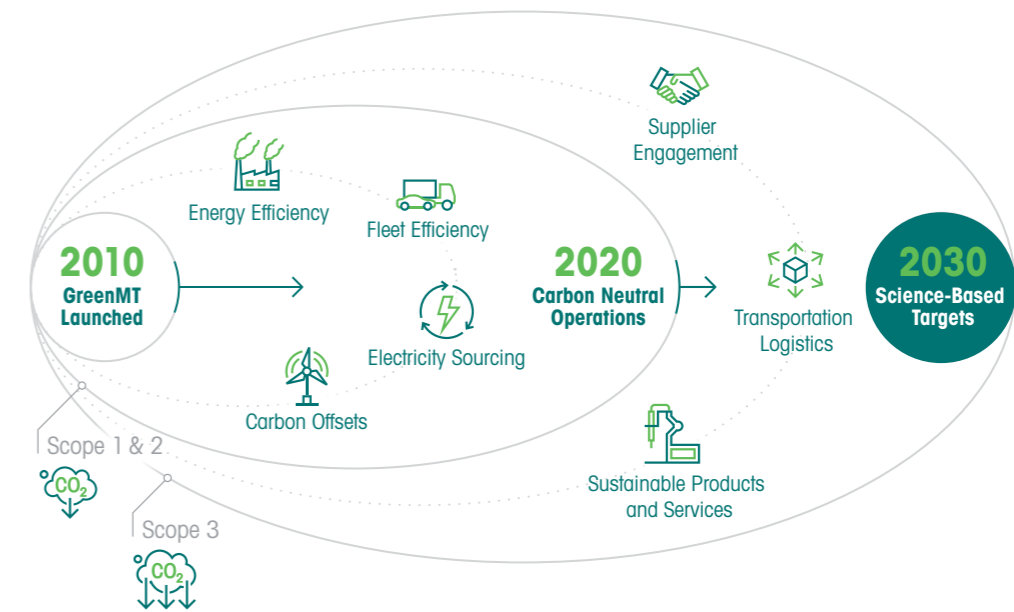 Supplier
Engagement
Energy Efficiency
Fleet Efficiency
2010
GreenMT
Launched
2020
Carbon Neutral
Operations
2030
Science-Based
Targets
Transportation
Logistics
Electricity Sourcing
Carbon Offsets
Scope 1 & 2
CO₂
Sustainable Products
and Services
Scope 3
CO₂